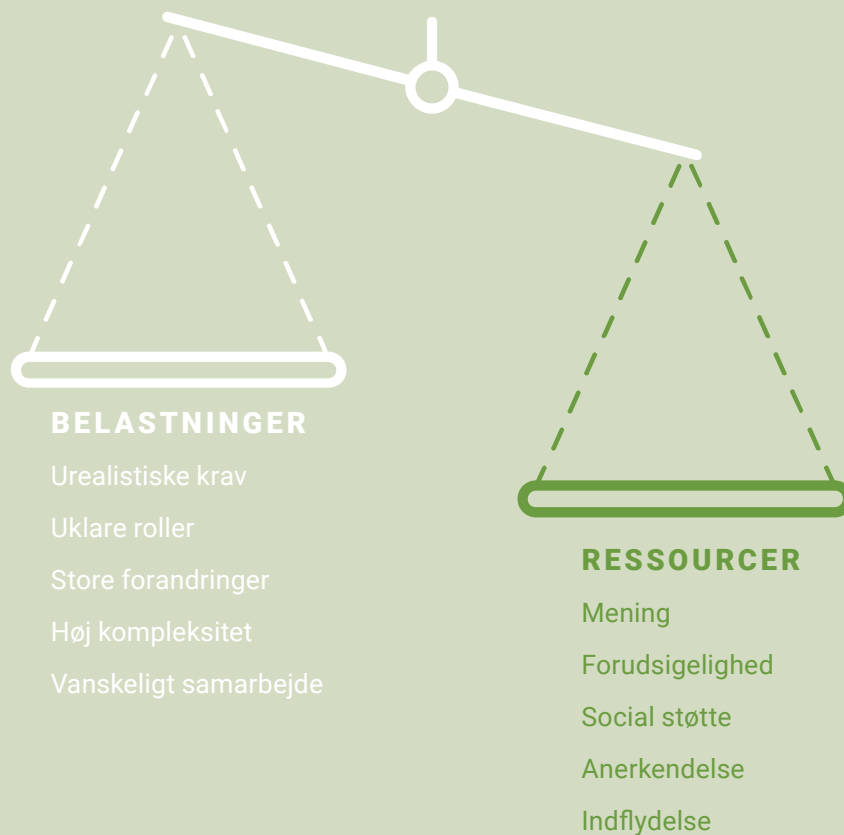 BELASTNINGER
Urealistiske krav
Uklare roller
Store forandringer
Høj kompleksitet
Vanskeligt samarbejde
RESSOURCER
Mening
Forudsigelighed
Social støtte
Anerkendelse
Indflydelse